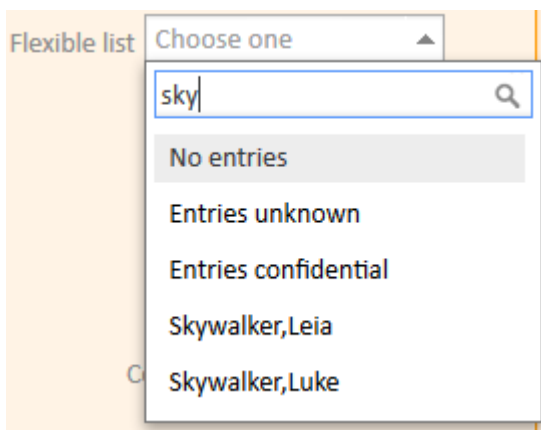 Flexible list Choose one
sky
No entries
Entries unknown
Entries confidential
Skywalker,Leia
Skywalker,Luke